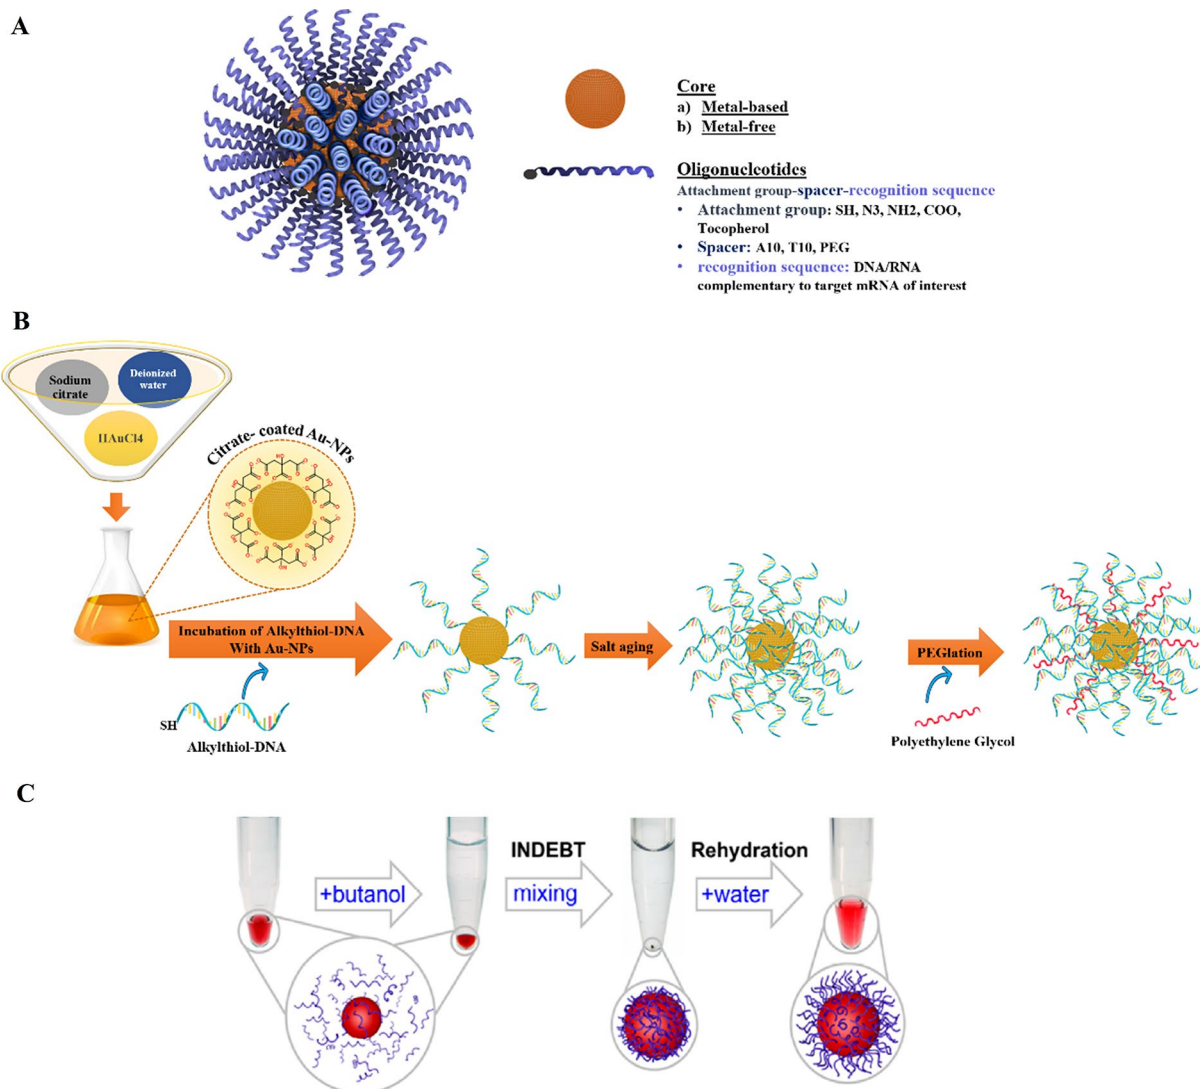 A
Core
a) Metal-based
b) Metal-free
Oligonucleotides
Attachment group-spacer-recognition sequence
• Attachment group: SH, N3, NH2, COO,
Tocopherol
• Spacer: A10, T10, PEG
• recognition sequence: DNA/RNA
complementary to target mRNA of interest
B
Sodium
citrate
Deionized
water
HAuCl4
Citrate- coated Au-NPs
Incubation of Alkylthiol-DNA
With Au-NPs
SH
Alkylthiol-DNA
Salt aging
PEGlation
Polyethylene Glycol
C
+butanol
INDEBT
mixing
Rehydration
+water